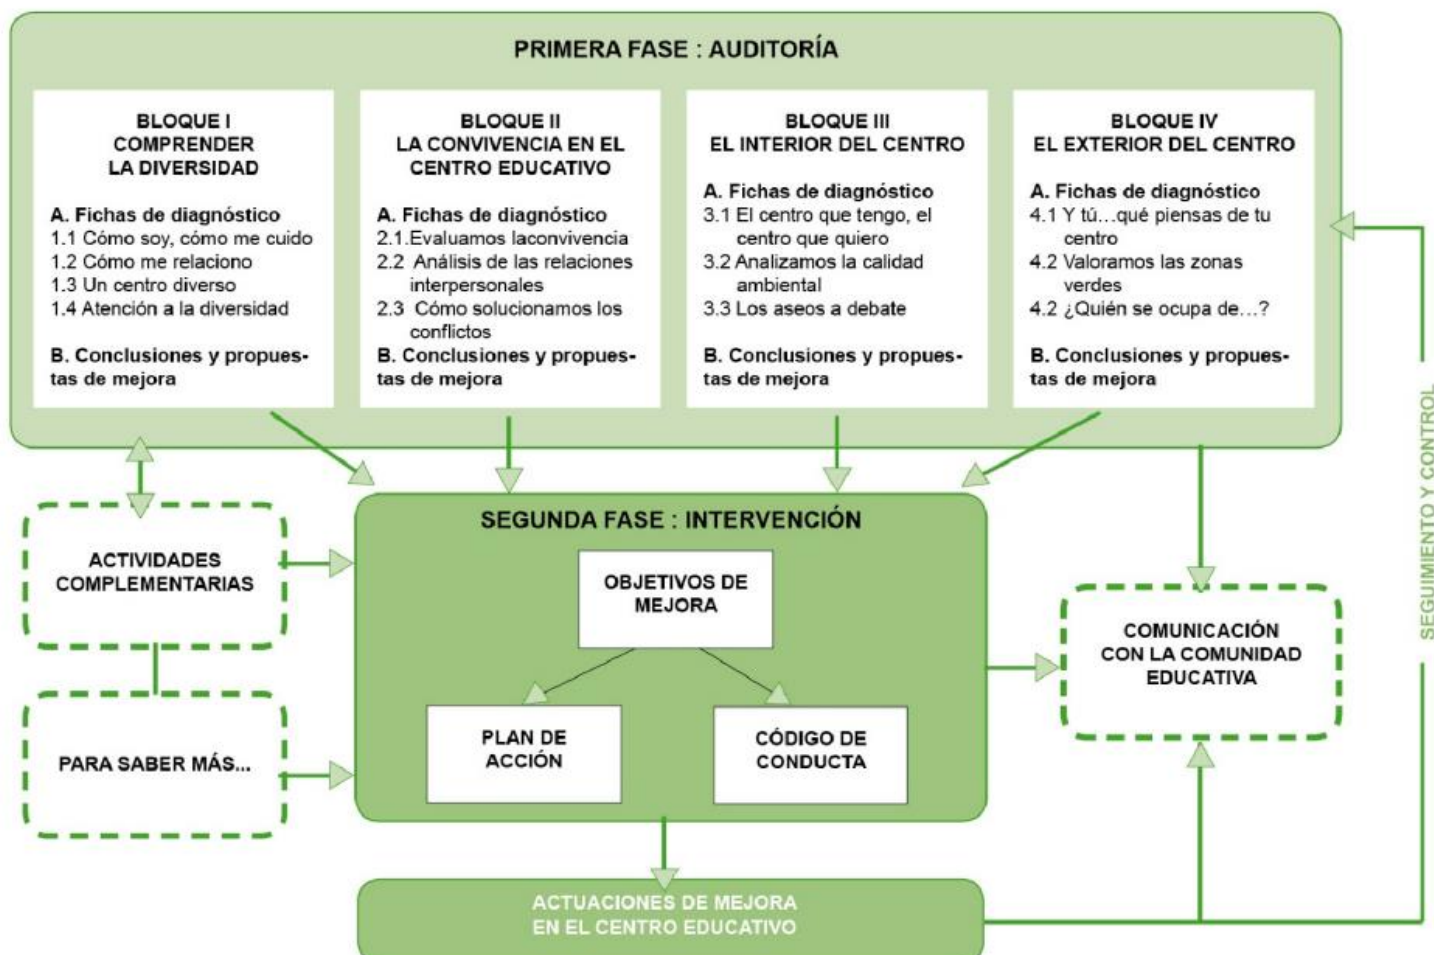 PRIMERA FASE : AUDITORÍA
BLOQUE I
COMPRENDER
LA DIVERSIDAD
A. Fichas de diagnóstico
1.1 Cómo soy, cómo me cuido
1.2 Cómo me relaciono
1.3 Un centro diverso
1.4 Atención a la diversidad
B. Conclusiones y propues-
tas de mejora
BLOQUE II
LA CONVIVENCIA EN EL
CENTRO EDUCATIVO
A. Fichas de diagnóstico
2.1.Evaluamos laconvivencia
2.2 Análisis de las relaciones
interpersonales
2.3 Cómo solucionamos los
conflictos
B. Conclusiones y propues-
tas de mejora
BLOQUE III
EL INTERIOR DEL CENTRO
A. Fichas de diagnóstico
3.1 El centro que tengo, el
centro que quiero
3.2 Analizamos la calidad
ambiental
3.3 Los aseos a debate
B. Conclusiones y propues-
tas de mejora
BLOQUE IV
EL EXTERIOR DEL CENTRO
A. Fichas de diagnóstico
4.1 Y tú...qué piensas de tu
centro
4.2 Valoramos las zonas
verdes
4.2 ¿Quién se ocupa de...?
B. Conclusiones y propues-
tas de mejora
SEGUIMIENTO Y CONTROL
ACTIVIDADES
COMPLEMENTARIAS
PARA SABER MÁS...
SEGUNDA FASE : INTERVENCIÓN
OBJETIVOS DE
MEJORA
PLAN DE
ACCIÓN
CÓDIGO DE
CONDUCTA
COMUNICACIÓN
CON LA COMUNIDAD
EDUCATIVA
ACTUACIONES DE MEJORA
EN EL CENTRO EDUCATIVO